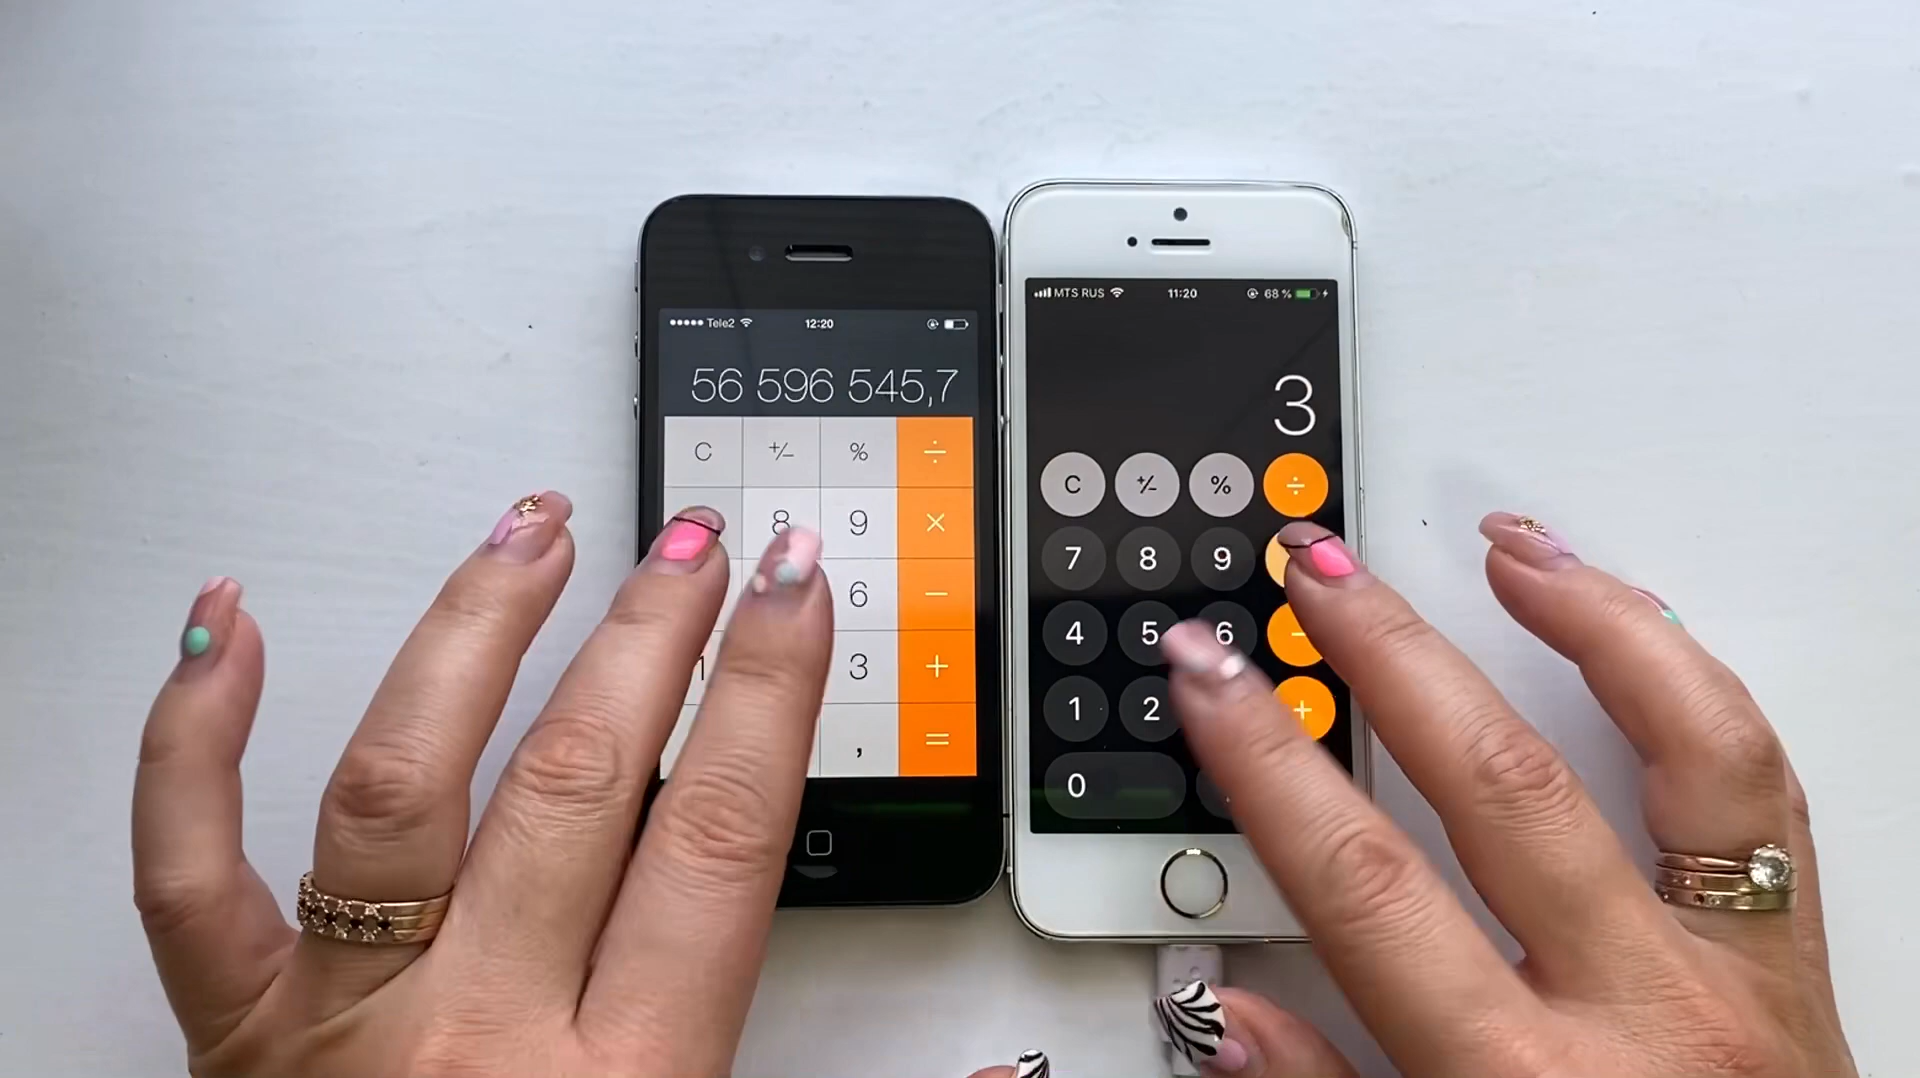 Tele2 12:20
56 596 545,7
C +/− % ÷
8 9 ×
6 −
1 3 +
, =
MTS RUS 11:20 68 %
3
C +/− % ÷
7 8 9
4 5 6 −
1 2 +
0